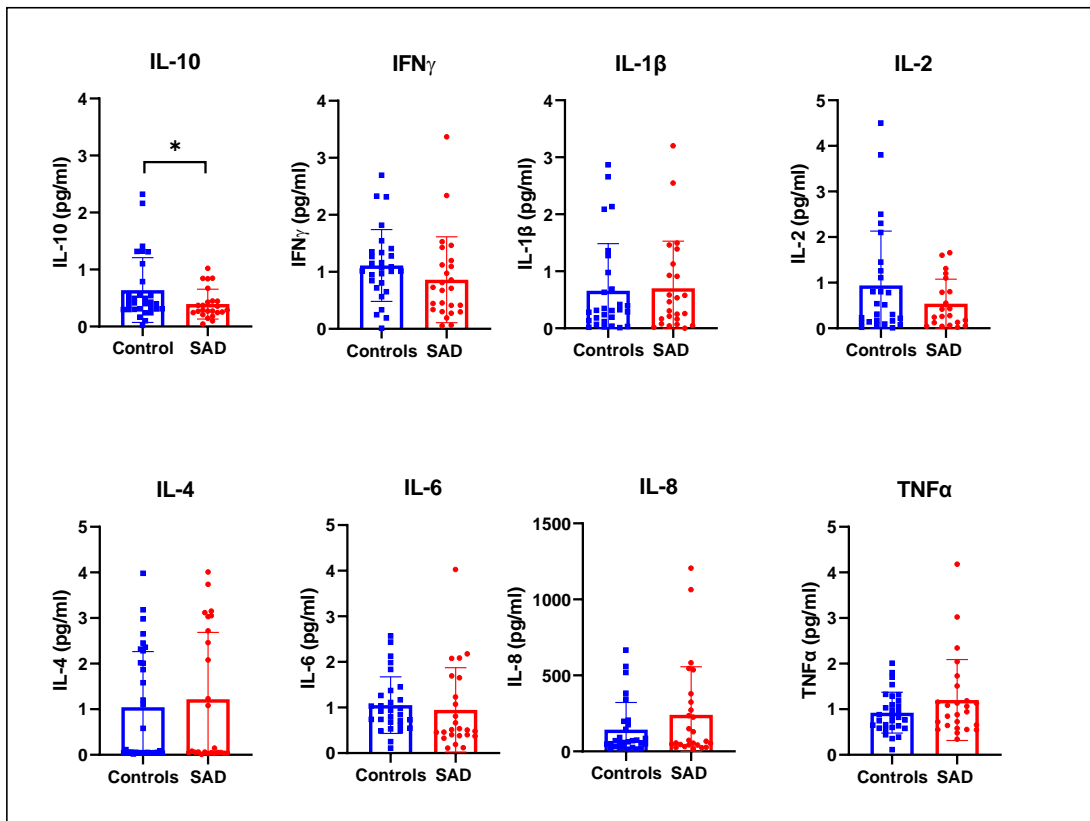 IL-10
IFNγ
IL-1β
IL-2
4
3
2
1
0
IL-10 (pg/ml)
*
Control SAD
4
3
2
1
0
IFNγ (pg/ml)
Controls SAD
4
3
2
1
0
IL-1β (pg/ml)
Controls SAD
5
4
3
2
1
0
IL-2 (pg/ml)
Controls SAD
IL-4
IL-6
IL-8
TNFα
5
4
3
2
1
0
IL-4 (pg/ml)
Controls SAD
5
4
3
2
1
0
IL-6 (pg/ml)
Controls SAD
1500
1000
500
0
IL-8 (pg/ml)
Controls SAD
5
4
3
2
1
0
TNFα (pg/ml)
Controls SAD